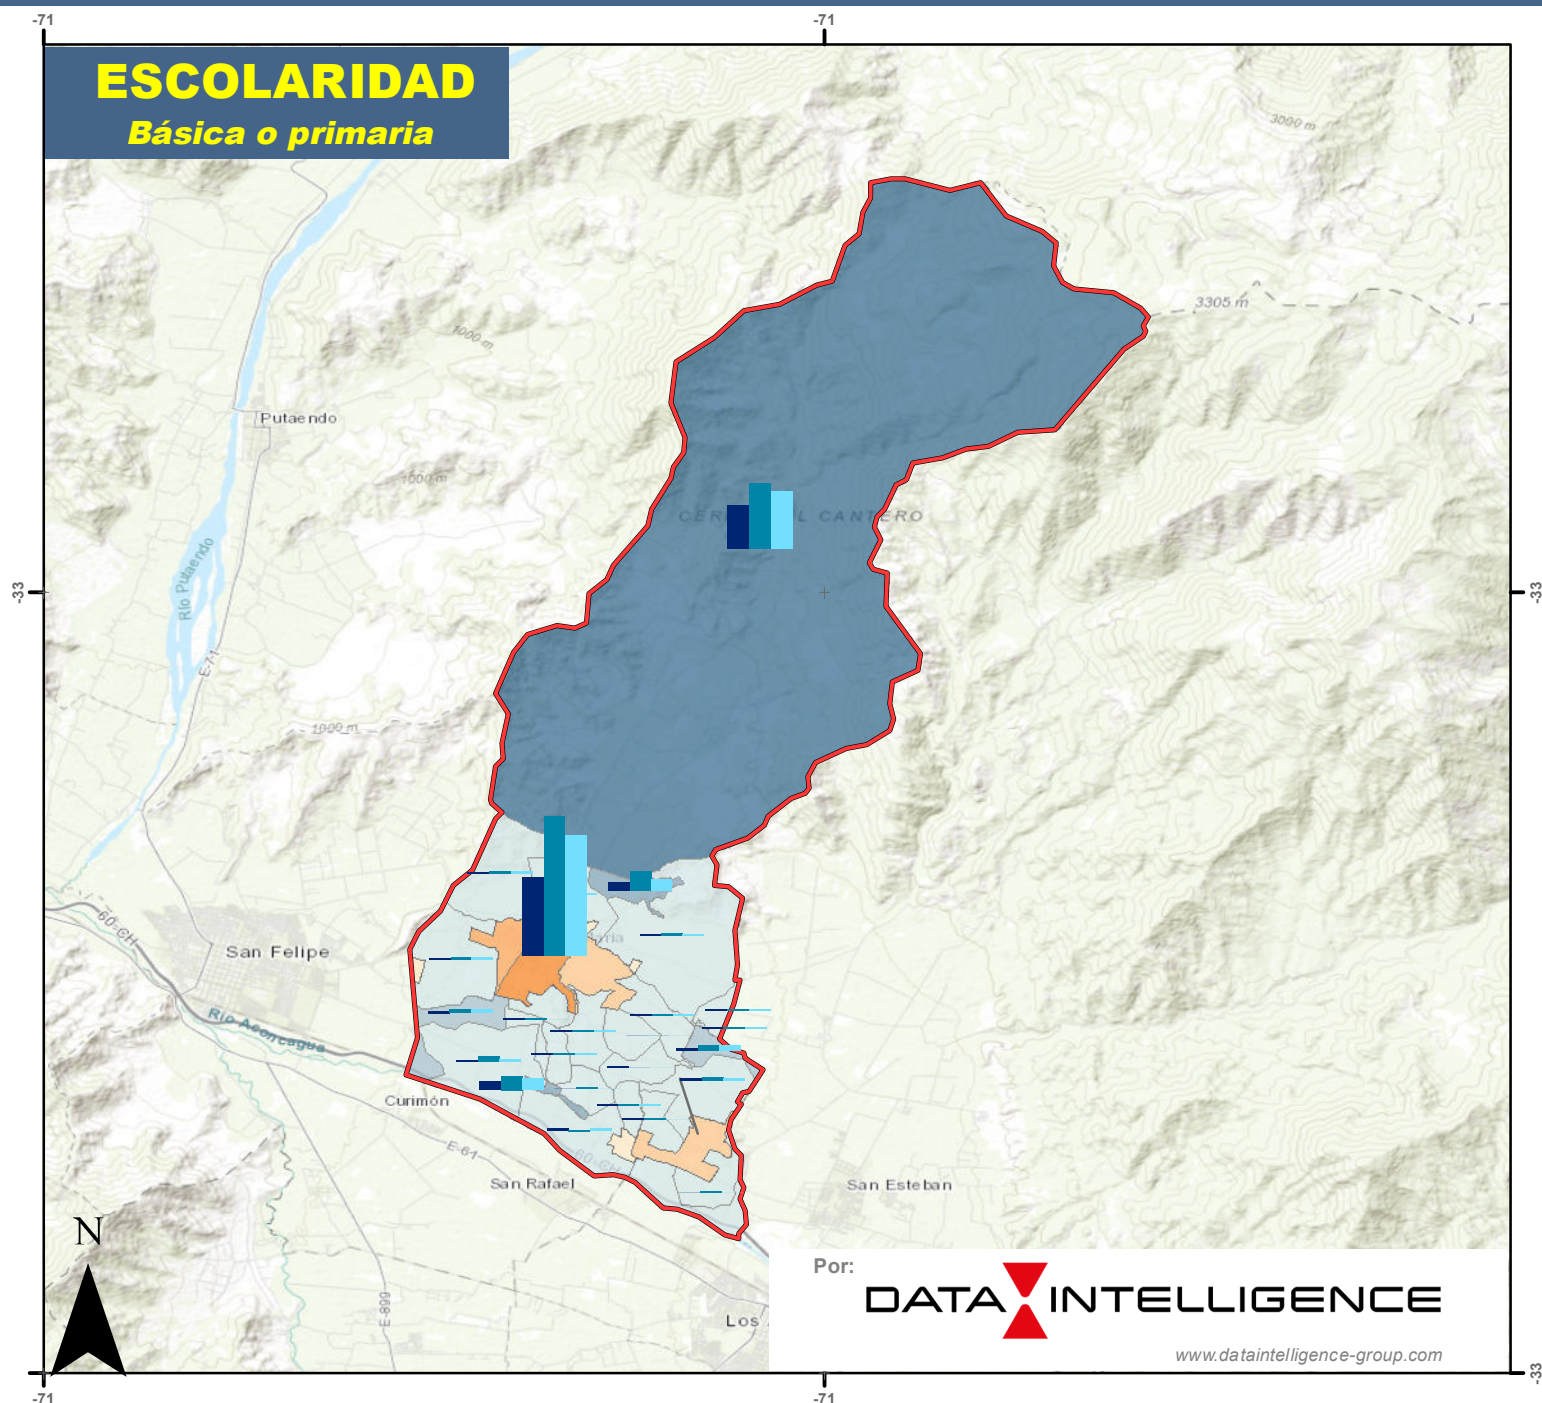 -71
-71
ESCOLARIDAD
Básica o primaria
3000 m
3305 m
1000 m
Putaendo
1000 m
Río Putaendo
-33
-33
E-71
1000 m
60-CH
San Felipe
Río Aconcagua
Curimón
E-61
60-CH
San Rafael
San Esteban
N
E-899
Los
Por:
DATA INTELLIGENCE
www.dataintelligence-group.com
-33
-71
-71